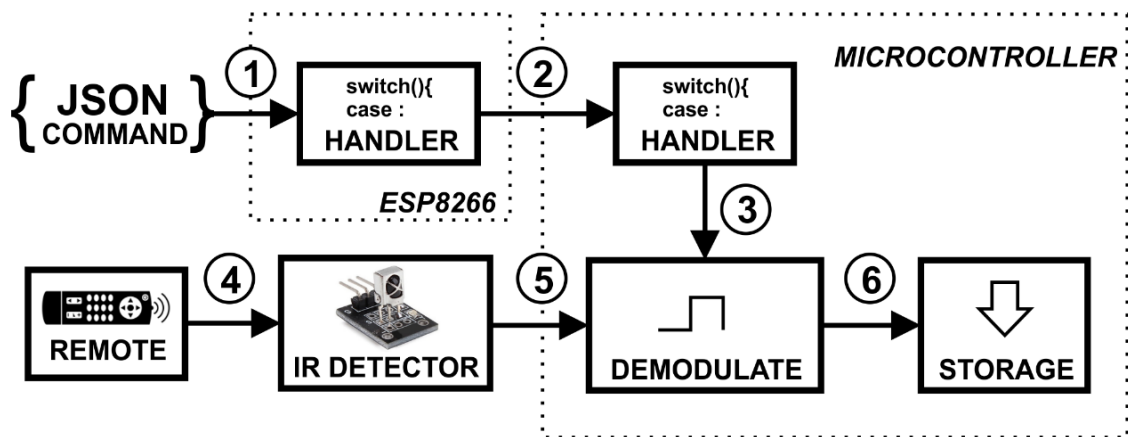 MICROCONTROLLER
1
2
{ JSON
COMMAND }
switch(){
case :
HANDLER
switch(){
case :
HANDLER
ESP8266
3
4
5
6
REMOTE
IR DETECTOR
DEMODULATE
STORAGE